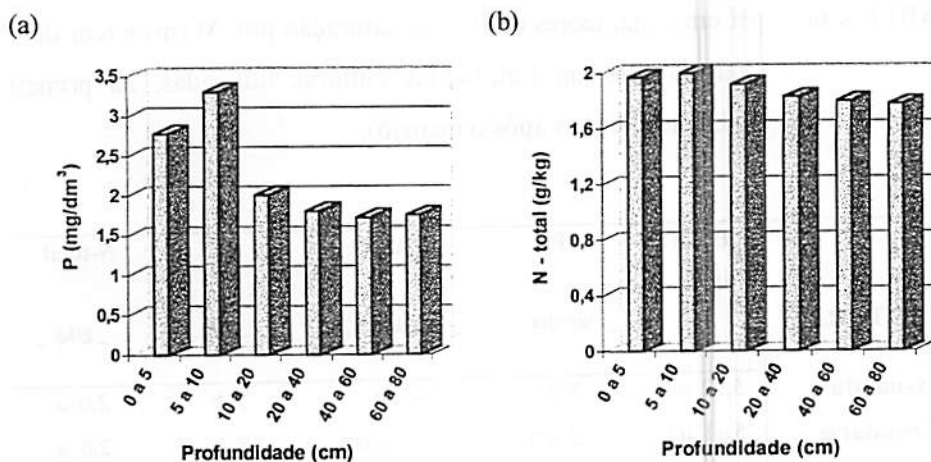 (a)
(b)
P (mg/dm³)
3,5
3
2,5
2
1,5
1
0,5
0
0 a 5
5 a 10
10 a 20
20 a 40
40 a 60
60 a 80
Profundidade (cm)
N - total (g/kg)
2
1,6
1,2
0,8
0,4
0
0 a 5
5 a 10
10 a 20
20 a 40
40 a 60
60 a 80
Profundidade (cm)